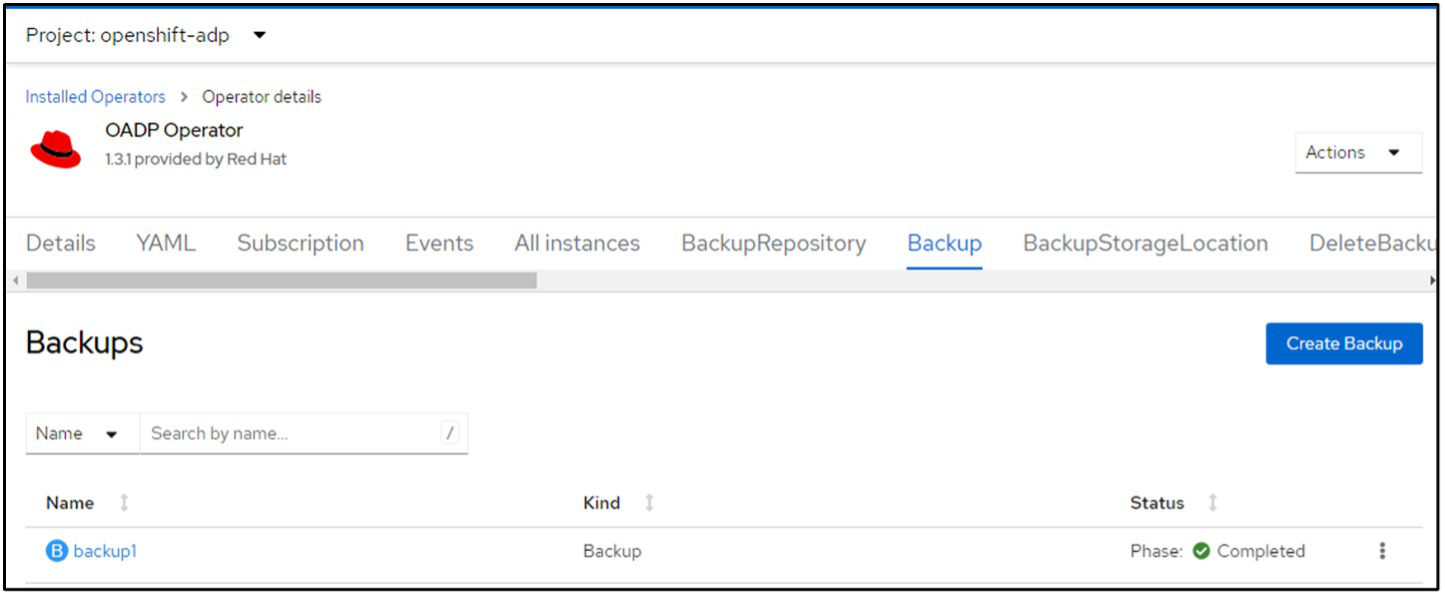 Project: openshift-adp
Installed Operators > Operator details
OADP Operator
1.3.1 provided by Red Hat
Actions
Details YAML Subscription Events All instances BackupRepository Backup BackupStorageLocation DeleteBacku
Backups
Create Backup
Name Search by name... /
Name Kind Status
B backup1 Backup Phase: Completed